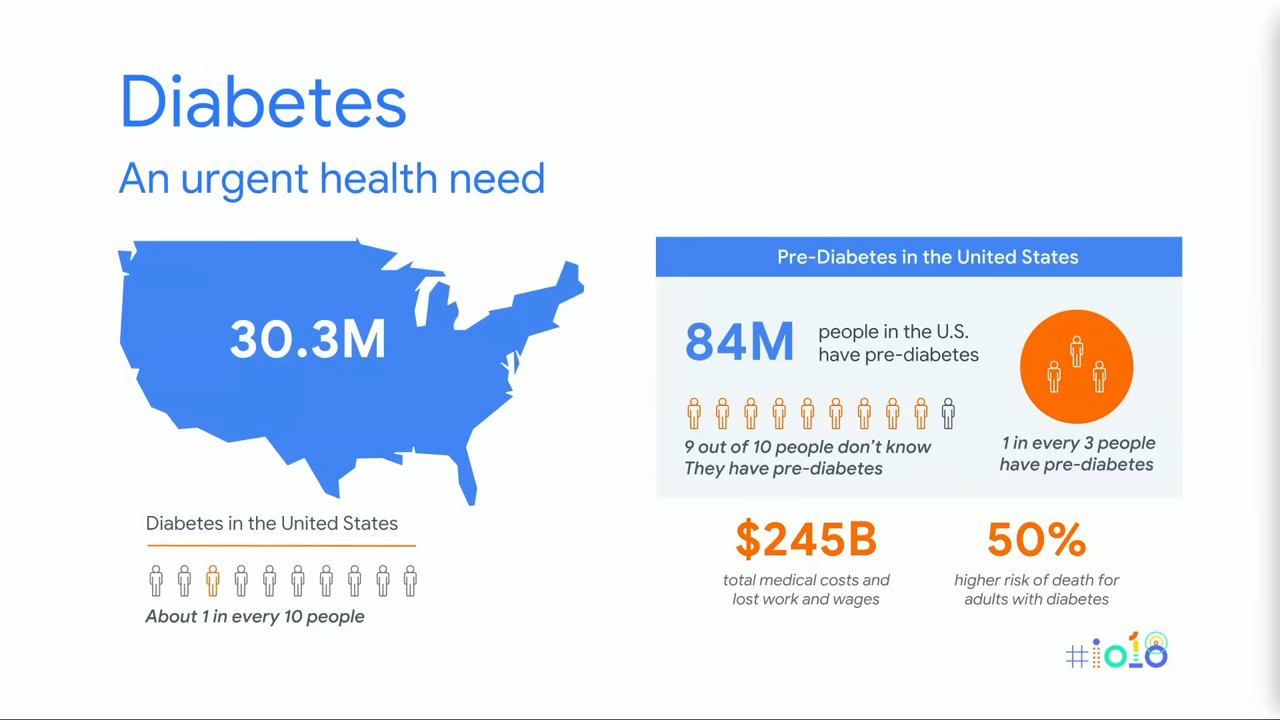 Diabetes
An urgent health need
30.3M
Diabetes in the United States
About 1 in every 10 people
Pre-Diabetes in the United States
84M
people in the U.S.
have pre-diabetes
9 out of 10 people don't know
They have pre-diabetes
1 in every 3 people
have pre-diabetes
$245B
total medical costs and
lost work and wages
50%
higher risk of death for
adults with diabetes
#io18